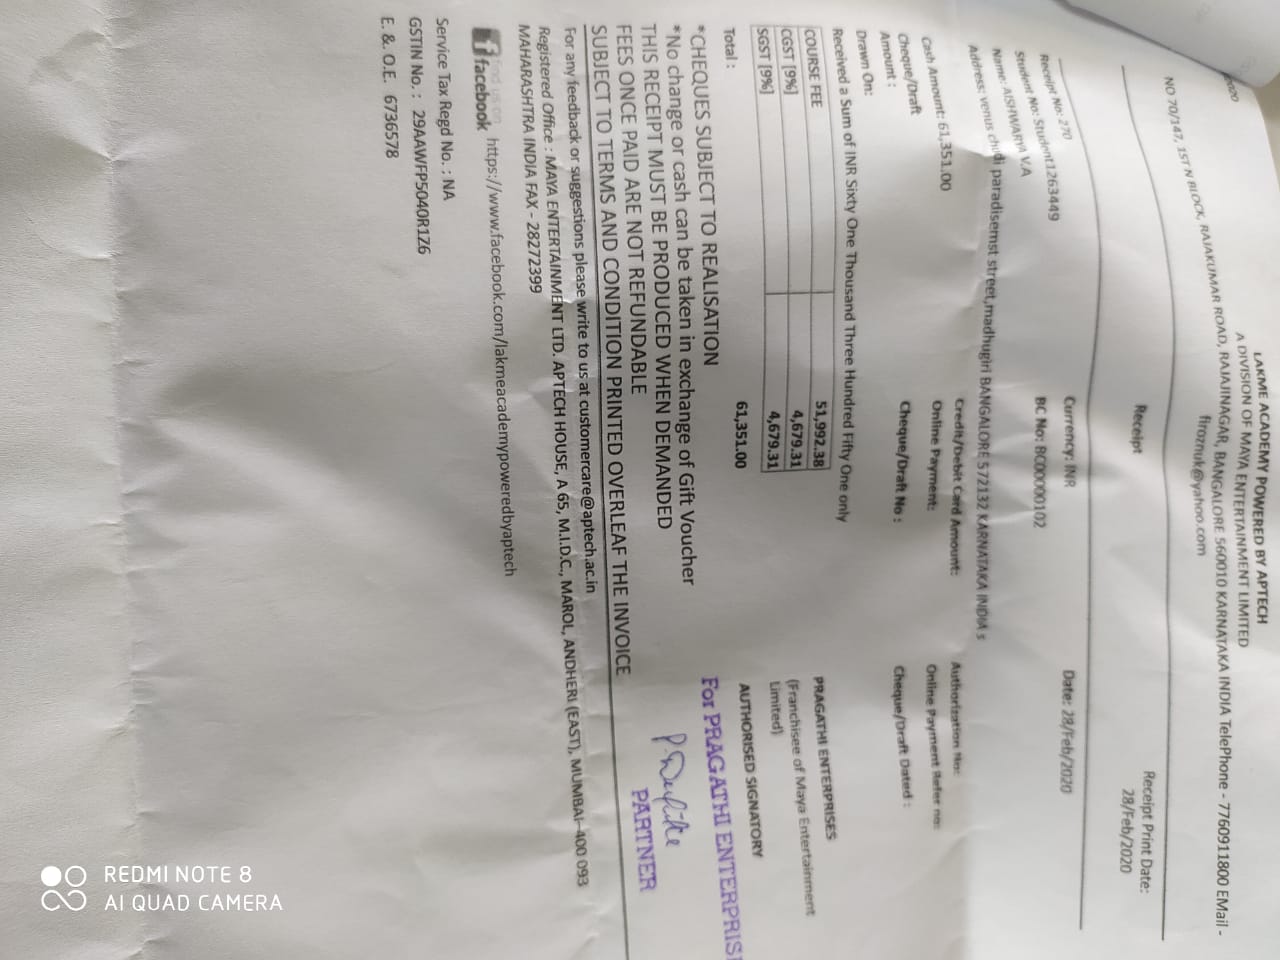 2020
LAKME ACADEMY POWERED BY APTECH
A DIVISION OF MAYA ENTERTAINMENT LIMITED
NO 70/147, 1ST N BLOCK, RAJAKUMAR ROAD, RAJAJINAGAR, BANGALORE 560010 KARNATAKA INDIA TelePhone - 7760911800 EMail -
firoznuk@yahoo.com
Receipt
Receipt Print Date:
28/Feb/2020
Receipt No: 270 Currency: INR Date: 28/Feb/2020
Student No: Student1263449 BC No: BC00000102
Name: AISHWARYA V.A
Address: venus chudi paradisemst street,madhugiri BANGALORE 572132 KARNATAKA INDIA s
Cash Amount: 61,351.00 Credit/Debit Card Amount: Authorization No:
Online Payment: Online Payment Refer no:
Cheque/Draft Amount : Cheque/Draft No : Cheque/Draft Dated :
Drawn On:
Received a Sum of INR Sixty One Thousand Three Hundred Fifty One only
COURSE FEE 51,992.38
CGST [9%] 4,679.31
SGST [9%] 4,679.31
Total : 61,351.00
PRAGATHI ENTERPRISES
(Franchisee of Maya Entertainment
Limited)
AUTHORISED SIGNATORY
*CHEQUES SUBJECT TO REALISATION
*No change or cash can be taken in exchange of Gift Voucher
THIS RECEIPT MUST BE PRODUCED WHEN DEMANDED
FEES ONCE PAID ARE NOT REFUNDABLE
SUBJECT TO TERMS AND CONDITION PRINTED OVERLEAF THE INVOICE
For PRAGATHI ENTERPRIS
PARTNER
For any feedback or suggestions please write to us at customercare@aptech.ac.in
Registered Office : MAYA ENTERTAINMENT LTD. APTECH HOUSE, A 65, M.I.D.C., MAROL, ANDHERI (EAST), MUMBAI-400 093
MAHARASHTRA INDIA FAX - 28272399
find us on
facebook https://www.facebook.com/lakmeacademypoweredbyaptech
Service Tax Regd No. : NA
GSTIN No. : 29AAWFP5040R1Z6
E. &. O.E. 6736578
REDMI NOTE 8
AI QUAD CAMERA